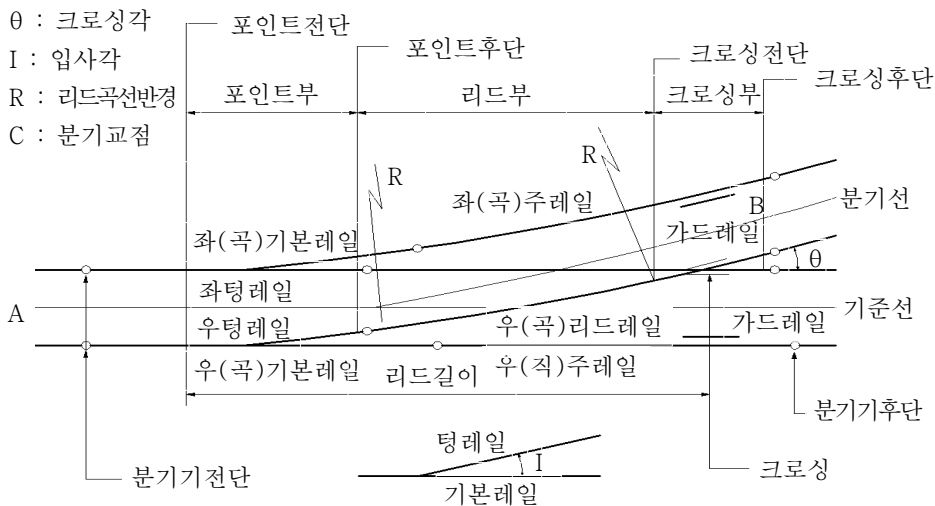 θ : 크로싱각
I : 입사각
R : 리드곡선반경
C : 분기교점
포인트전단
포인트후단
크로싱전단
크로싱후단
포인트부
리드부
크로싱부
R
R
좌(곡)주레일
B
분기선
좌(곡)기본레일
가드레일
θ
좌텅레일
A
기준선
우텅레일
우(곡)리드레일
가드레일
우(곡)기본레일
리드길이
우(직)주레일
분기기후단
텅레일
I
분기기전단
기본레일
크로싱